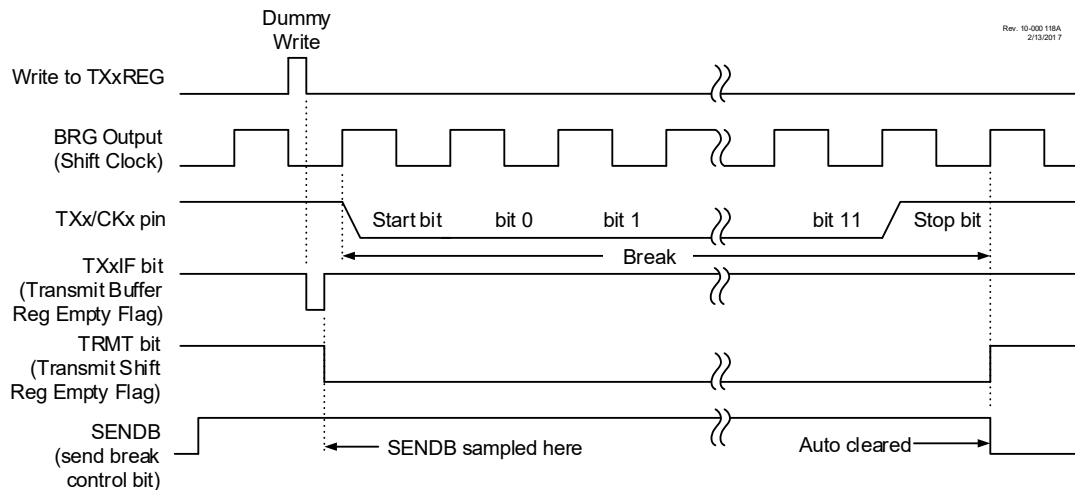 Dummy
Write
Rev. 10-000 118A
2/13/201 7
Write to TXxREG
BRG Output
(Shift Clock)
TXx/CKx pin
Start bit
bit 0
bit 1
bit 11
Stop bit
Break
TXxIF bit
(Transmit Buffer
Reg Empty Flag)
TRMT bit
(Transmit Shift
Reg Empty Flag)
SENDB
(send break
control bit)
SENDB sampled here
Auto cleared